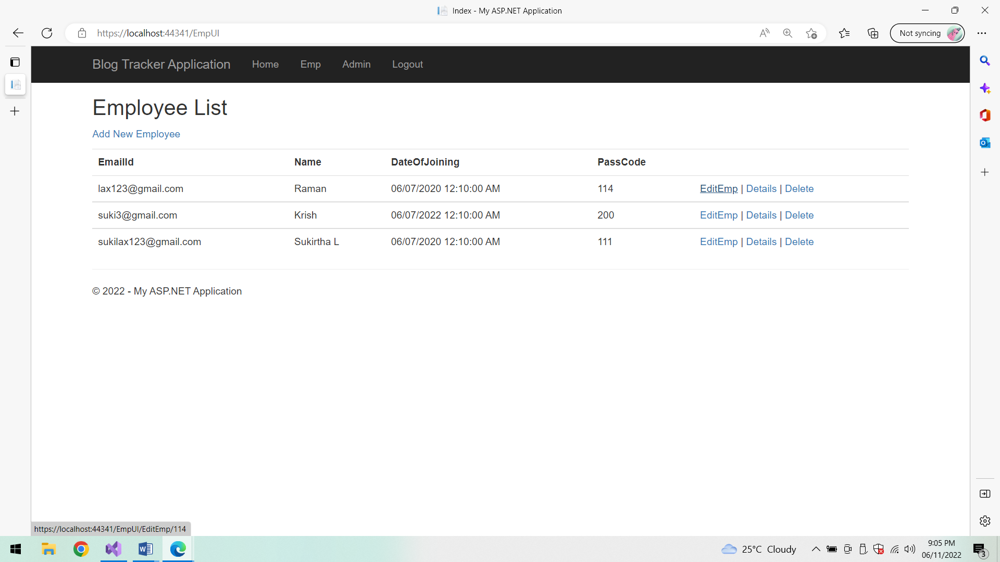 Index - My ASP.NET Application
https://localhost:44341/EmpUI
Not syncing
Blog Tracker Application Home Emp Admin Logout
Employee List
Add New Employee
EmailId Name DateOfJoining PassCode
lax123@gmail.com Raman 06/07/2020 12:10:00 AM 114 EditEmp | Details | Delete
suki3@gmail.com Krish 06/07/2022 12:10:00 AM 200 EditEmp | Details | Delete
sukilax123@gmail.com Sukirtha L 06/07/2020 12:10:00 AM 111 EditEmp | Details | Delete
© 2022 - My ASP.NET Application
https://localhost:44341/EmpUI/EditEmp/114
25°C Cloudy
9:05 PM
06/11/2022
3